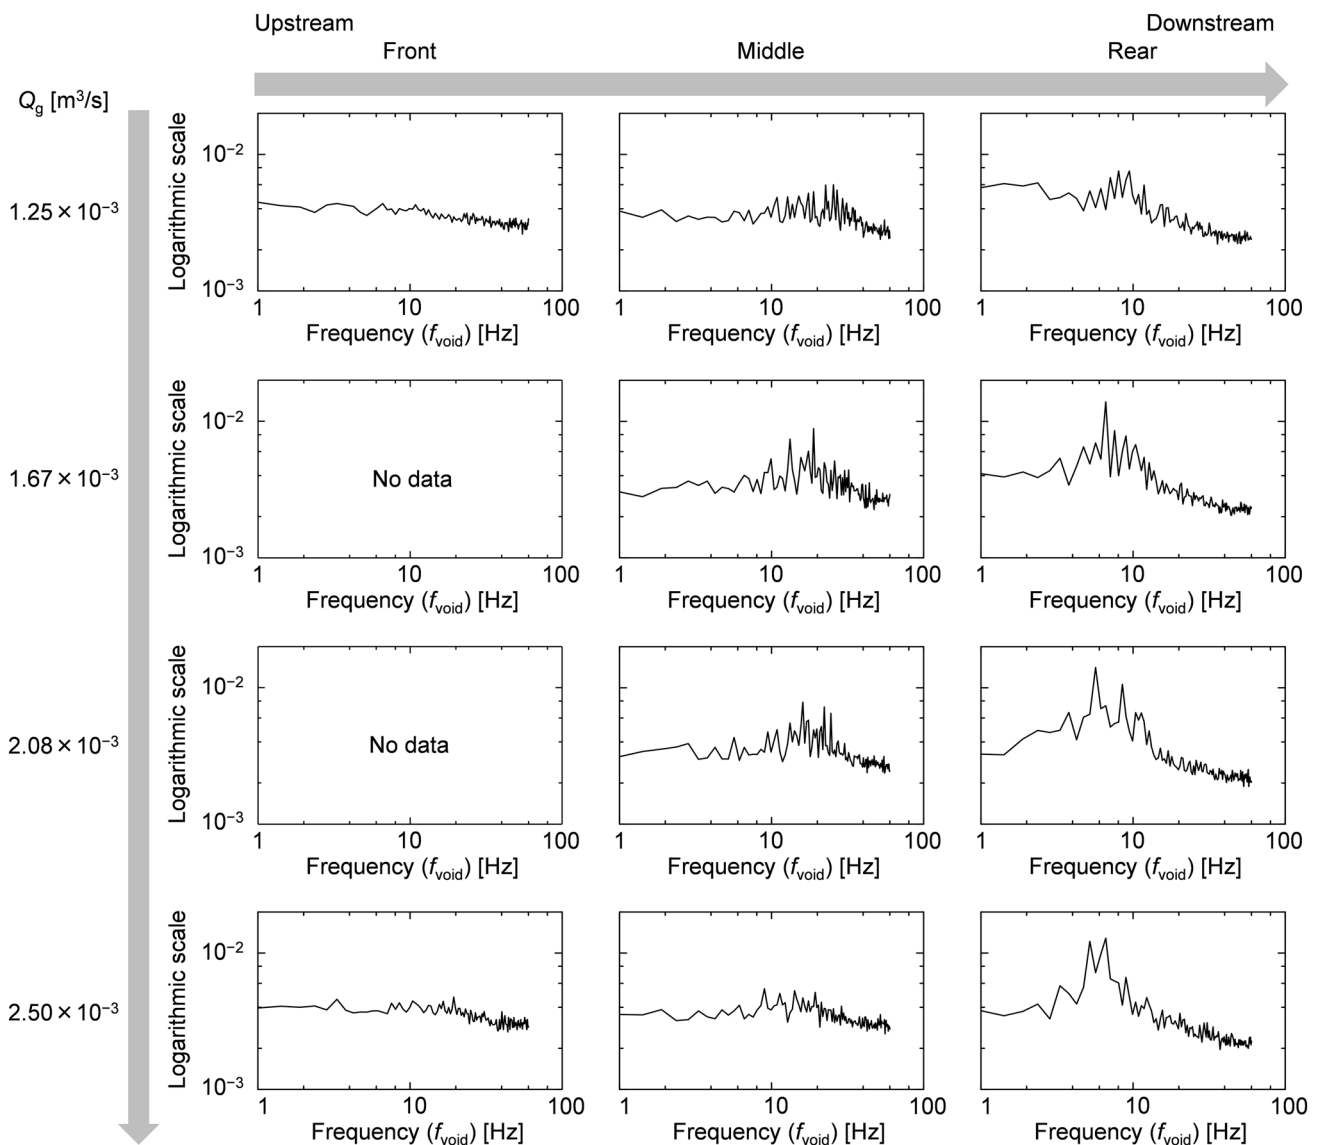 Upstream Downstream
Front Middle Rear
Qg [m³/s]
1.25 × 10⁻³
Logarithmic scale
10⁻²
10⁻³
1 10 100 1 10 100 1 10 100
Frequency (fvoid) [Hz] Frequency (fvoid) [Hz] Frequency (fvoid) [Hz]
1.67 × 10⁻³
Logarithmic scale
10⁻²
No data
10⁻³
1 10 100 1 10 100 1 10 100
Frequency (fvoid) [Hz] Frequency (fvoid) [Hz] Frequency (fvoid) [Hz]
2.08 × 10⁻³
Logarithmic scale
10⁻²
No data
10⁻³
1 10 100 1 10 100 1 10 100
Frequency (fvoid) [Hz] Frequency (fvoid) [Hz] Frequency (fvoid) [Hz]
2.50 × 10⁻³
Logarithmic scale
10⁻²
10⁻³
1 10 100 1 10 100 1 10 100
Frequency (fvoid) [Hz] Frequency (fvoid) [Hz] Frequency (fvoid) [Hz]